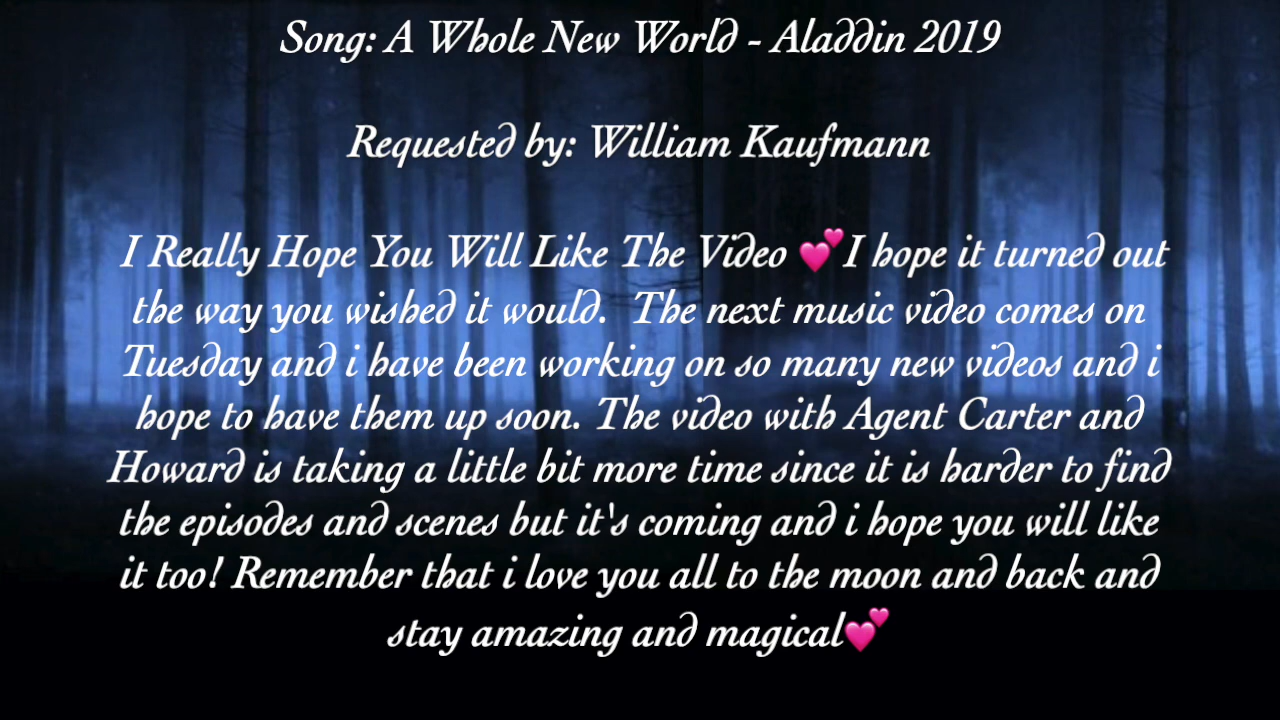 Song: A Whole New World - Aladdin 2019
Requested by: William Kaufmann
I Really Hope You Will Like The Video 💕I hope it turned out
the way you wished it would.  The next music video comes on
Tuesday and i have been working on so many new videos and i
hope to have them up soon. The video with Agent Carter and
Howard is taking a little bit more time since it is harder to find
the episodes and scenes but it's coming and i hope you will like
it too! Remember that i love you all to the moon and back and
stay amazing and magical💕